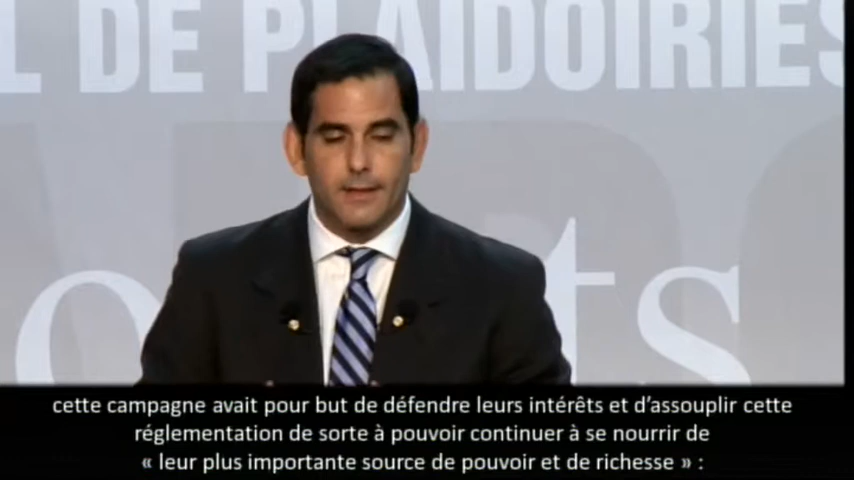 L DE PLAIDOIRIES
o ts
cette campagne avait pour but de défendre leurs intérêts et d’assouplir cette
réglementation de sorte à pouvoir continuer à se nourrir de
« leur plus importante source de pouvoir et de richesse » :